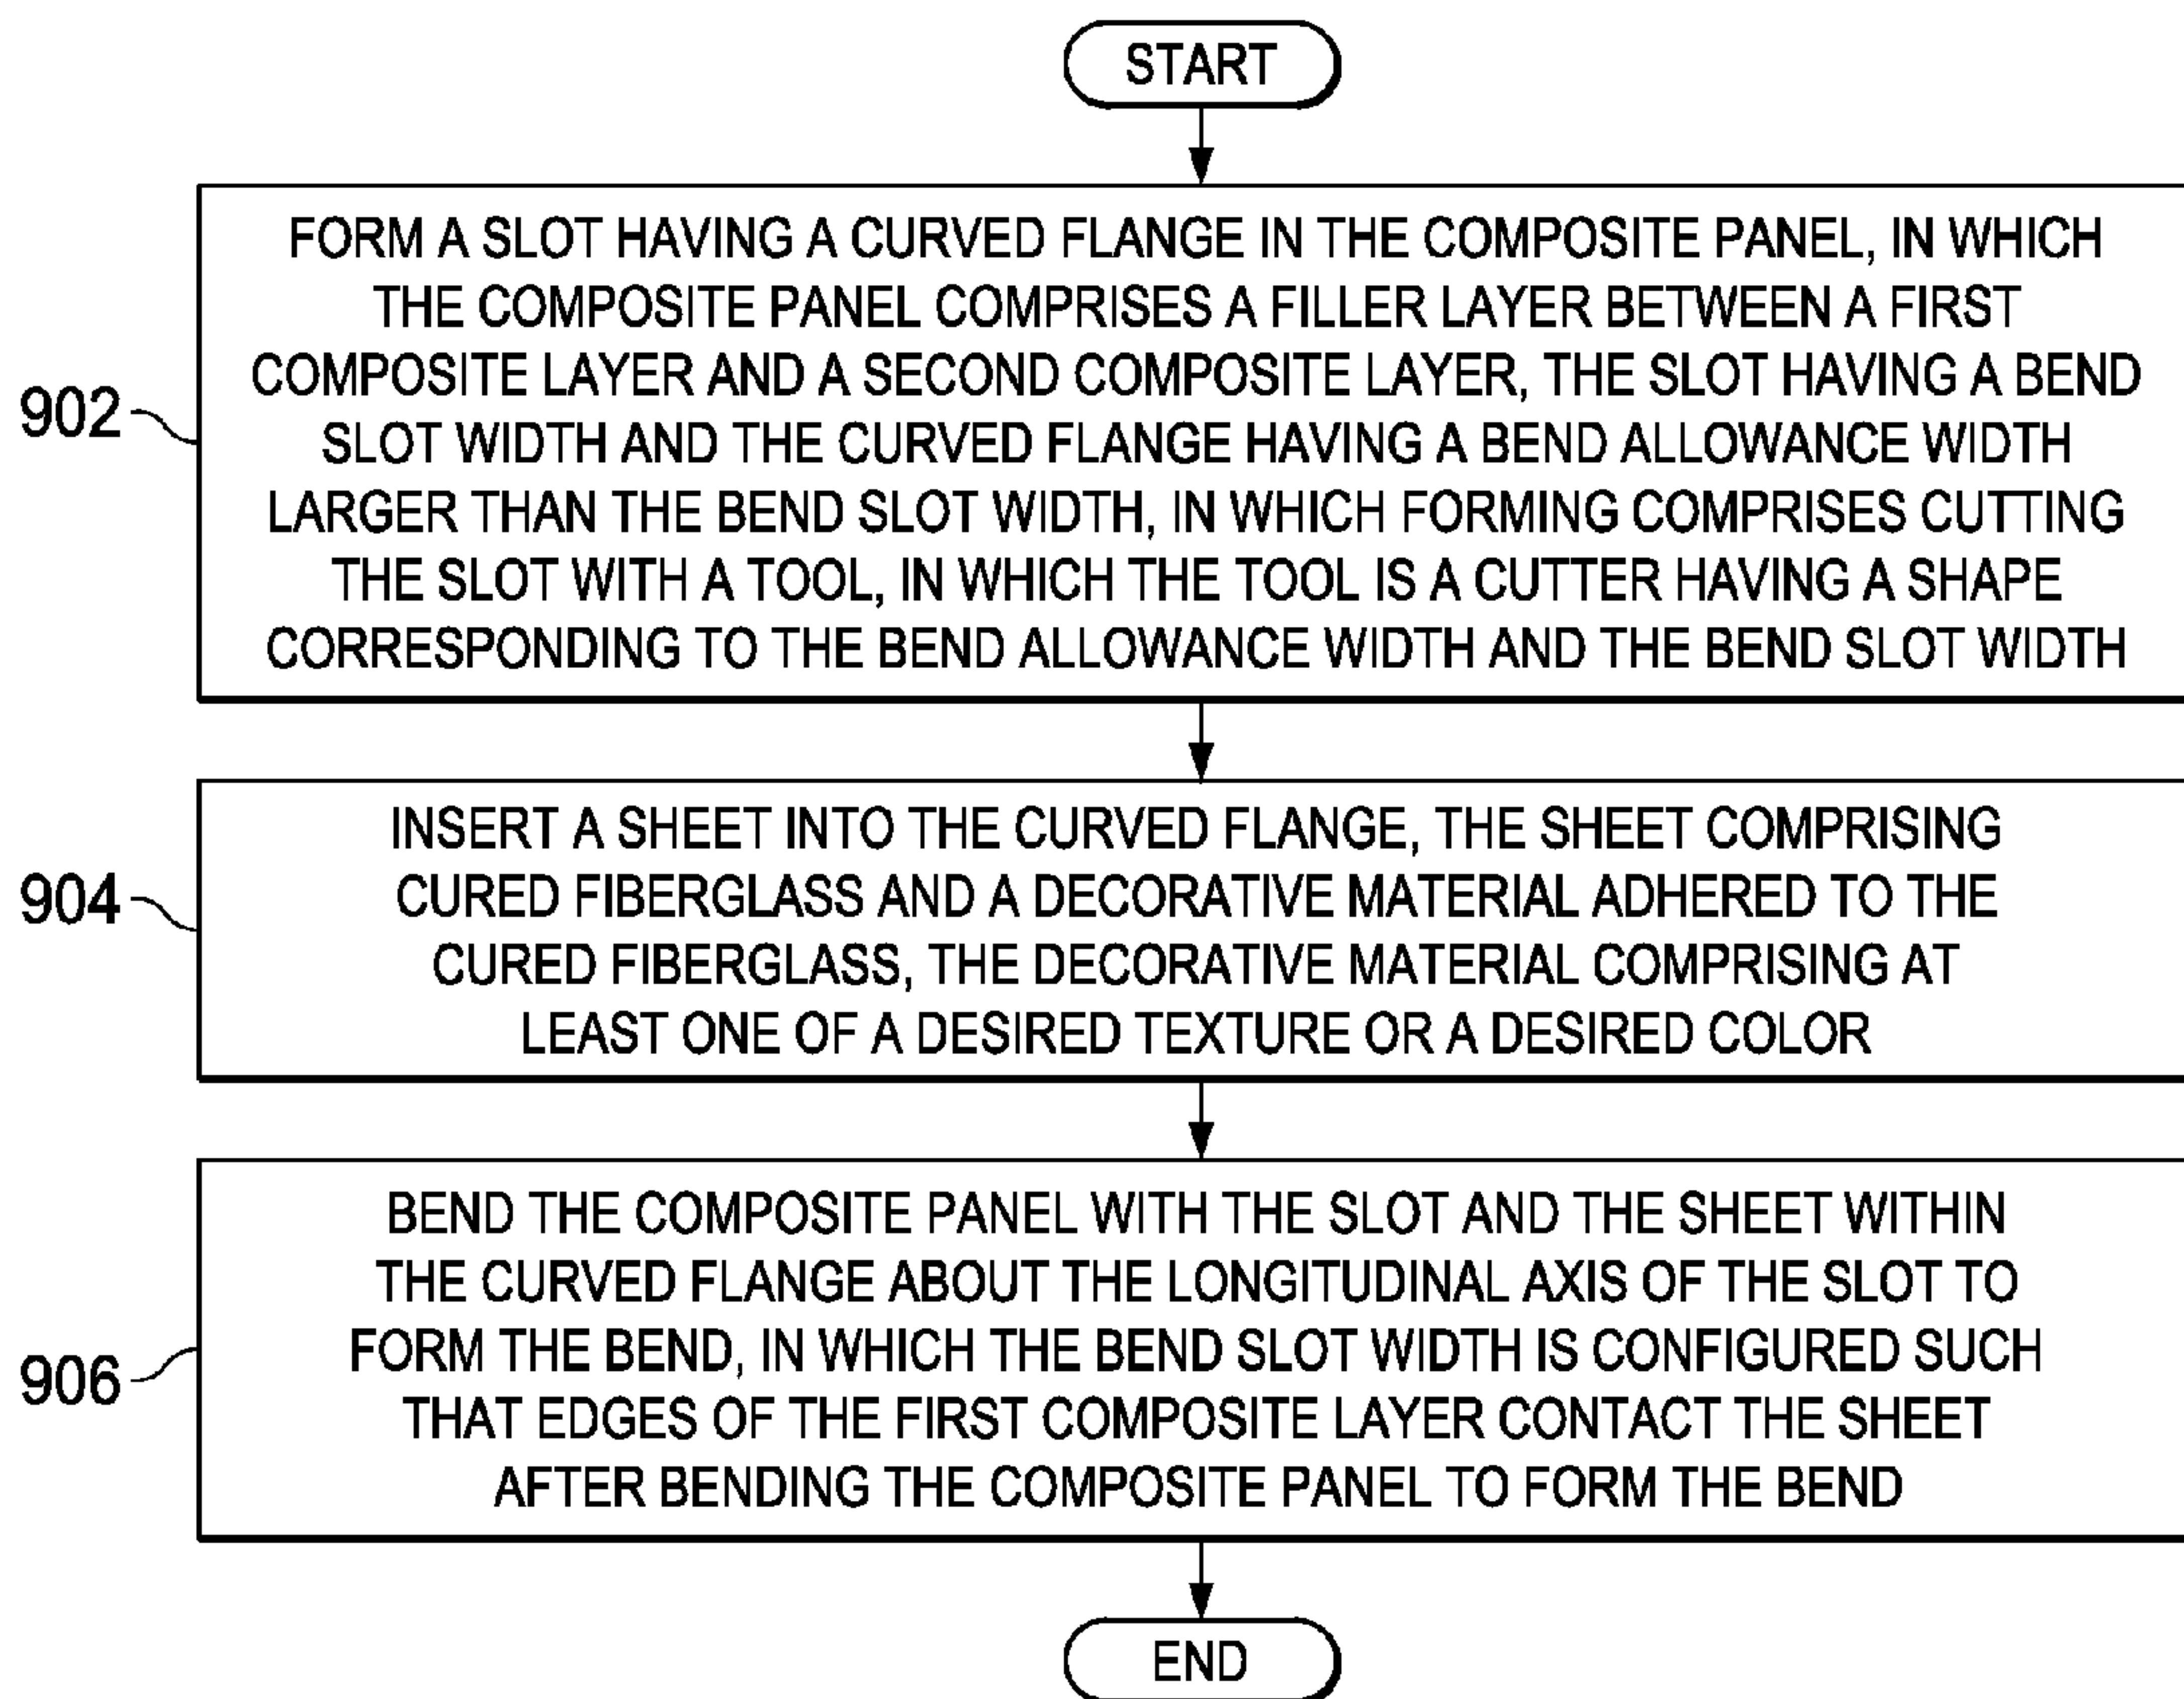 START
FORM A SLOT HAVING A CURVED FLANGE IN THE COMPOSITE PANEL, IN WHICH
THE COMPOSITE PANEL COMPRISES A FILLER LAYER BETWEEN A FIRST
COMPOSITE LAYER AND A SECOND COMPOSITE LAYER, THE SLOT HAVING A BEND
902
SLOT WIDTH AND THE CURVED FLANGE HAVING A BEND ALLOWANCE WIDTH
LARGER THAN THE BEND SLOT WIDTH, IN WHICH FORMING COMPRISES CUTTING
THE SLOT WITH A TOOL, IN WHICH THE TOOL IS A CUTTER HAVING A SHAPE
CORRESPONDING TO THE BEND ALLOWANCE WIDTH AND THE BEND SLOT WIDTH
INSERT A SHEET INTO THE CURVED FLANGE, THE SHEET COMPRISING
904
CURED FIBERGLASS AND A DECORATIVE MATERIAL ADHERED TO THE
CURED FIBERGLASS, THE DECORATIVE MATERIAL COMPRISING AT
LEAST ONE OF A DESIRED TEXTURE OR A DESIRED COLOR
BEND THE COMPOSITE PANEL WITH THE SLOT AND THE SHEET WITHIN
THE CURVED FLANGE ABOUT THE LONGITUDINAL AXIS OF THE SLOT TO
FORM THE BEND, IN WHICH THE BEND SLOT WIDTH IS CONFIGURED SUCH
906
THAT EDGES OF THE FIRST COMPOSITE LAYER CONTACT THE SHEET
AFTER BENDING THE COMPOSITE PANEL TO FORM THE BEND
END